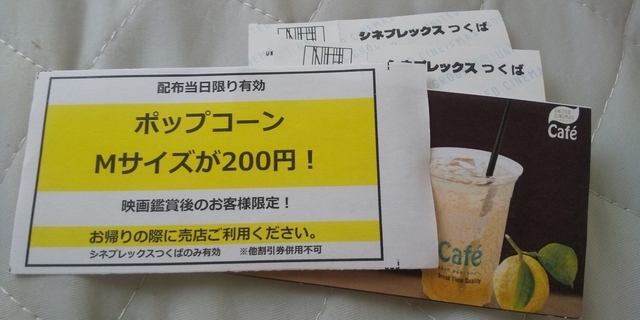 シネプレックスつくば
シネプレックスつくば
配布当日限り有効
ポップコーン
Mサイズが200円！
映画鑑賞後のお客様限定！
お帰りの際に売店ご利用ください。
シネプレックスつくばのみ有効　※他割引券併用不可
Café
Café